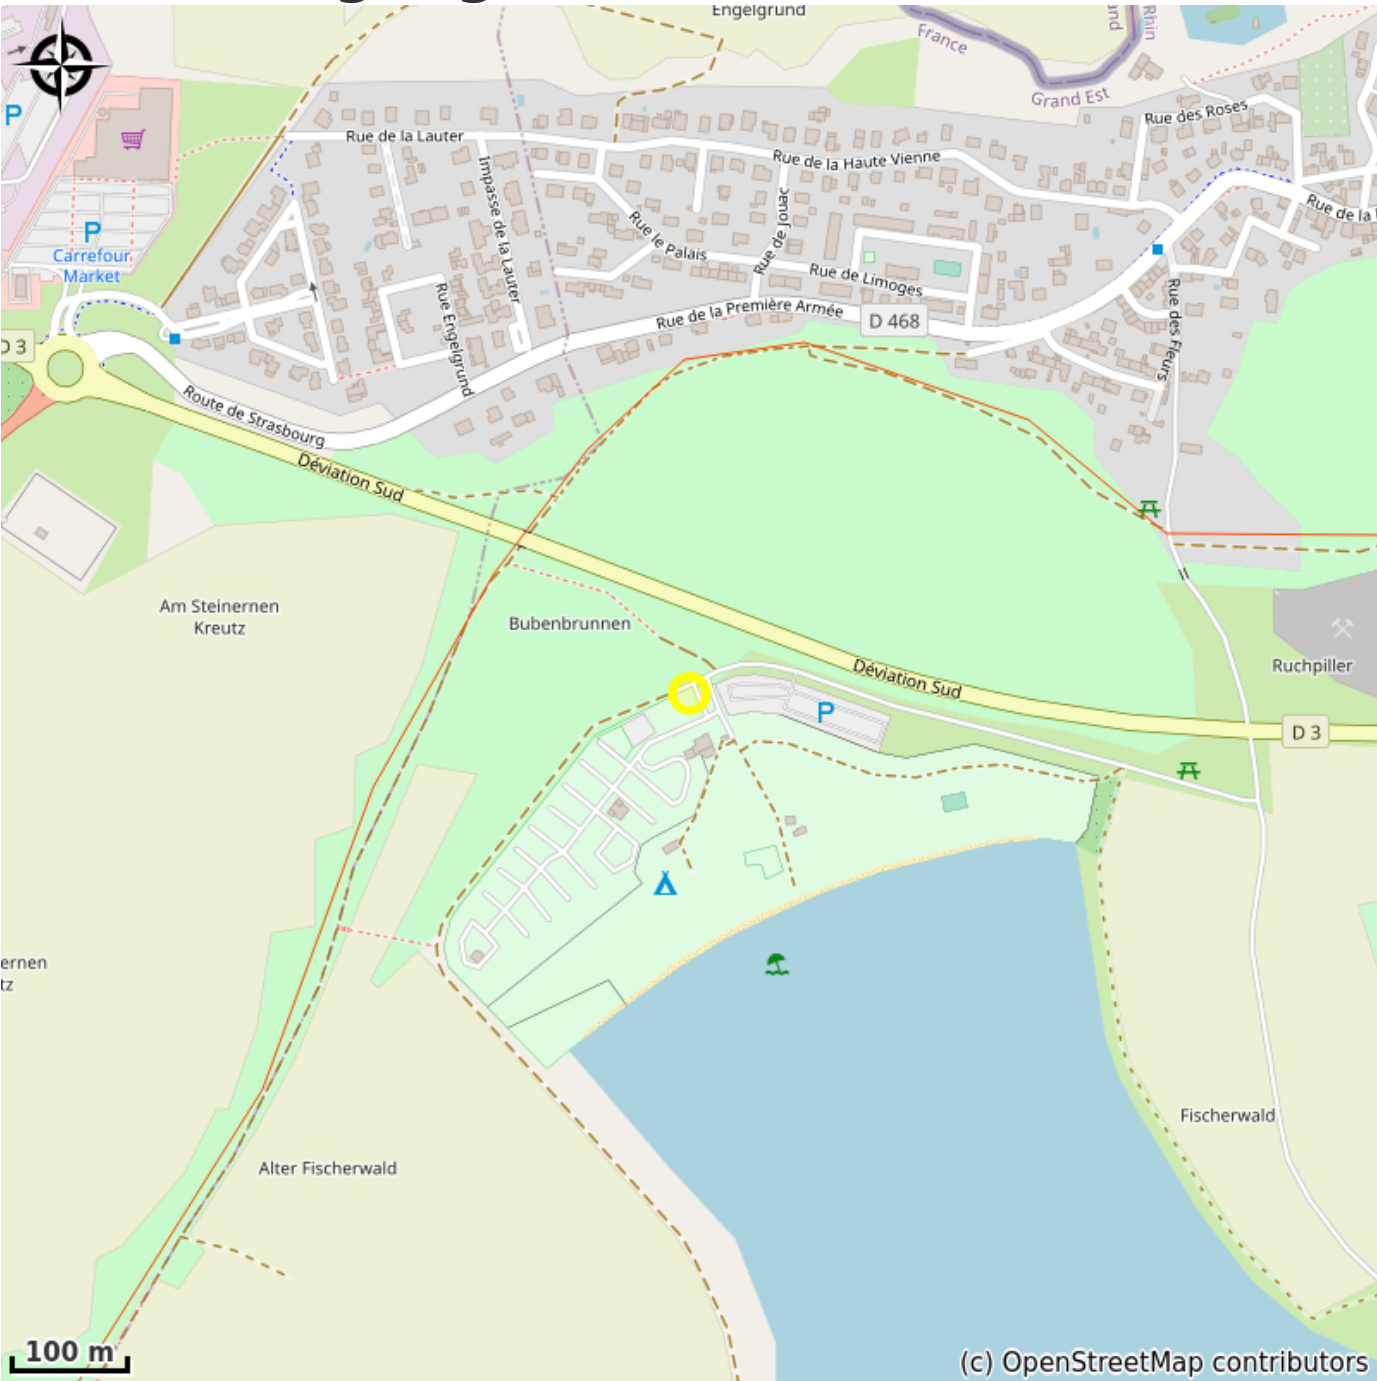 Engelgrund
France
Grand Est
Rhin
Rue des Roses
Rue de la Lauter
Rue de la Haute Vienne
Impasse de la Lauter
Rue de Jouac
Rue le Palais
Rue de la
P
P
Carrefour
Market
Rue de Limoges
Rue Engelgrund
Rue de la Première Armée
D 468
Rue des Fleurs
D 3
Route de Strasbourg
Déviation Sud
Am Steinernen
Kreutz
Bubenbrunnen
Déviation Sud
Ruchpiller
P
D 3
ernen
tz
Fischerwald
Alter Fischerwald
100 m
(c) OpenStreetMap contributors